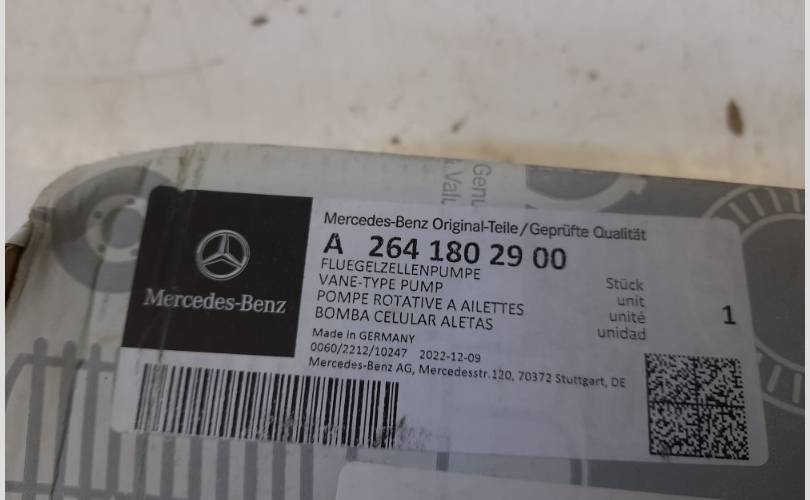 Genu
& Valu
Mercedes-Benz
Mercedes-Benz Original-Teile/Geprüfte Qualität
A 264 180 29 00
FLUEGELZELLENPUMPE
VANE-TYPE PUMP
POMPE ROTATIVE A AILETTES
BOMBA CELULAR ALETAS
Stück
unit
unité
unidad
1
Made in GERMANY
0060/2212/10247 2022-12-09
Mercedes-Benz AG, Mercedesstr.120, 70372 Stuttgart, DE